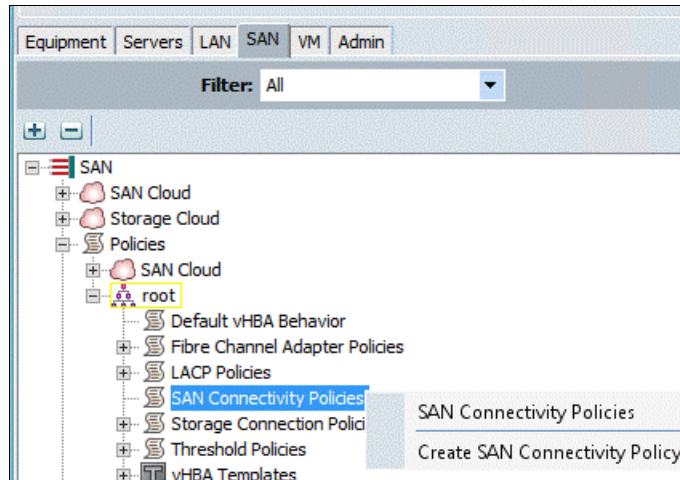 Equipment Servers LAN SAN VM Admin
Filter: All
SAN
SAN Cloud
Storage Cloud
Policies
SAN Cloud
root
Default vHBA Behavior
Fibre Channel Adapter Policies
LACP Policies
SAN Connectivity Policies
SAN Connectivity Policies
Storage Connection Polici
Create SAN Connectivity Policy
Threshold Policies
vHBA Templates